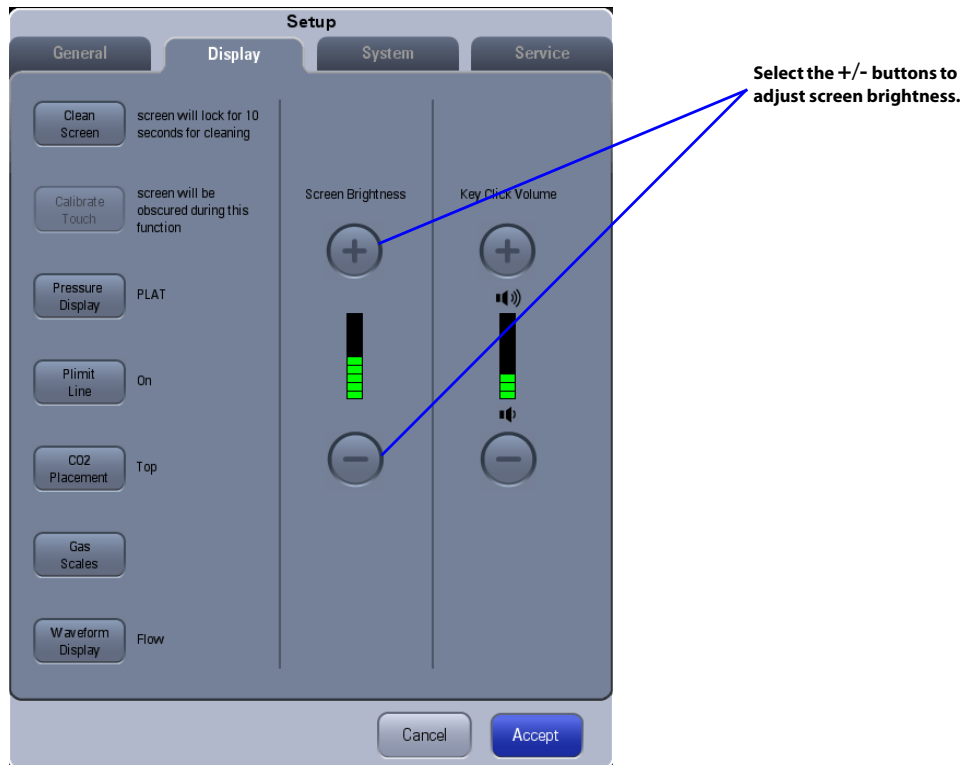 Setup
General
Display
System
Service
Select the +/- buttons to
adjust screen brightness.
Clean
Screen
screen will lock for 10
seconds for cleaning
Calibrate
Touch
screen will be
obscured during this
function
Pressure
Display
PLAT
Plimit
Line
On
CO2
Placement
Top
Gas
Scales
Waveform
Display
Flow
Screen Brightness
Key Click Volume
Cancel
Accept